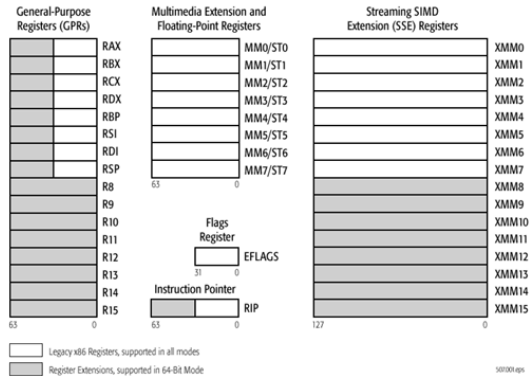 General-Purpose
Registers (GPRs)
RAX
RBX
RCX
RDX
RBP
RSI
RDI
RSP
R8
R9
R10
R11
R12
R13
R14
R15
63 0
Multimedia Extension and
Floating-Point Registers
MM0/ST0
MM1/ST1
MM2/ST2
MM3/ST3
MM4/ST4
MM5/ST5
MM6/ST6
MM7/ST7
63 0
Flags
Register
EFLAGS
31 0
Instruction Pointer
RIP
63 0
Streaming SIMD
Extension (SSE) Registers
XMM0
XMM1
XMM2
XMM3
XMM4
XMM5
XMM6
XMM7
XMM8
XMM9
XMM10
XMM11
XMM12
XMM13
XMM14
XMM15
127 0
Legacy x86 Registers, supported in all modes
Register Extensions, supported in 64-Bit Mode